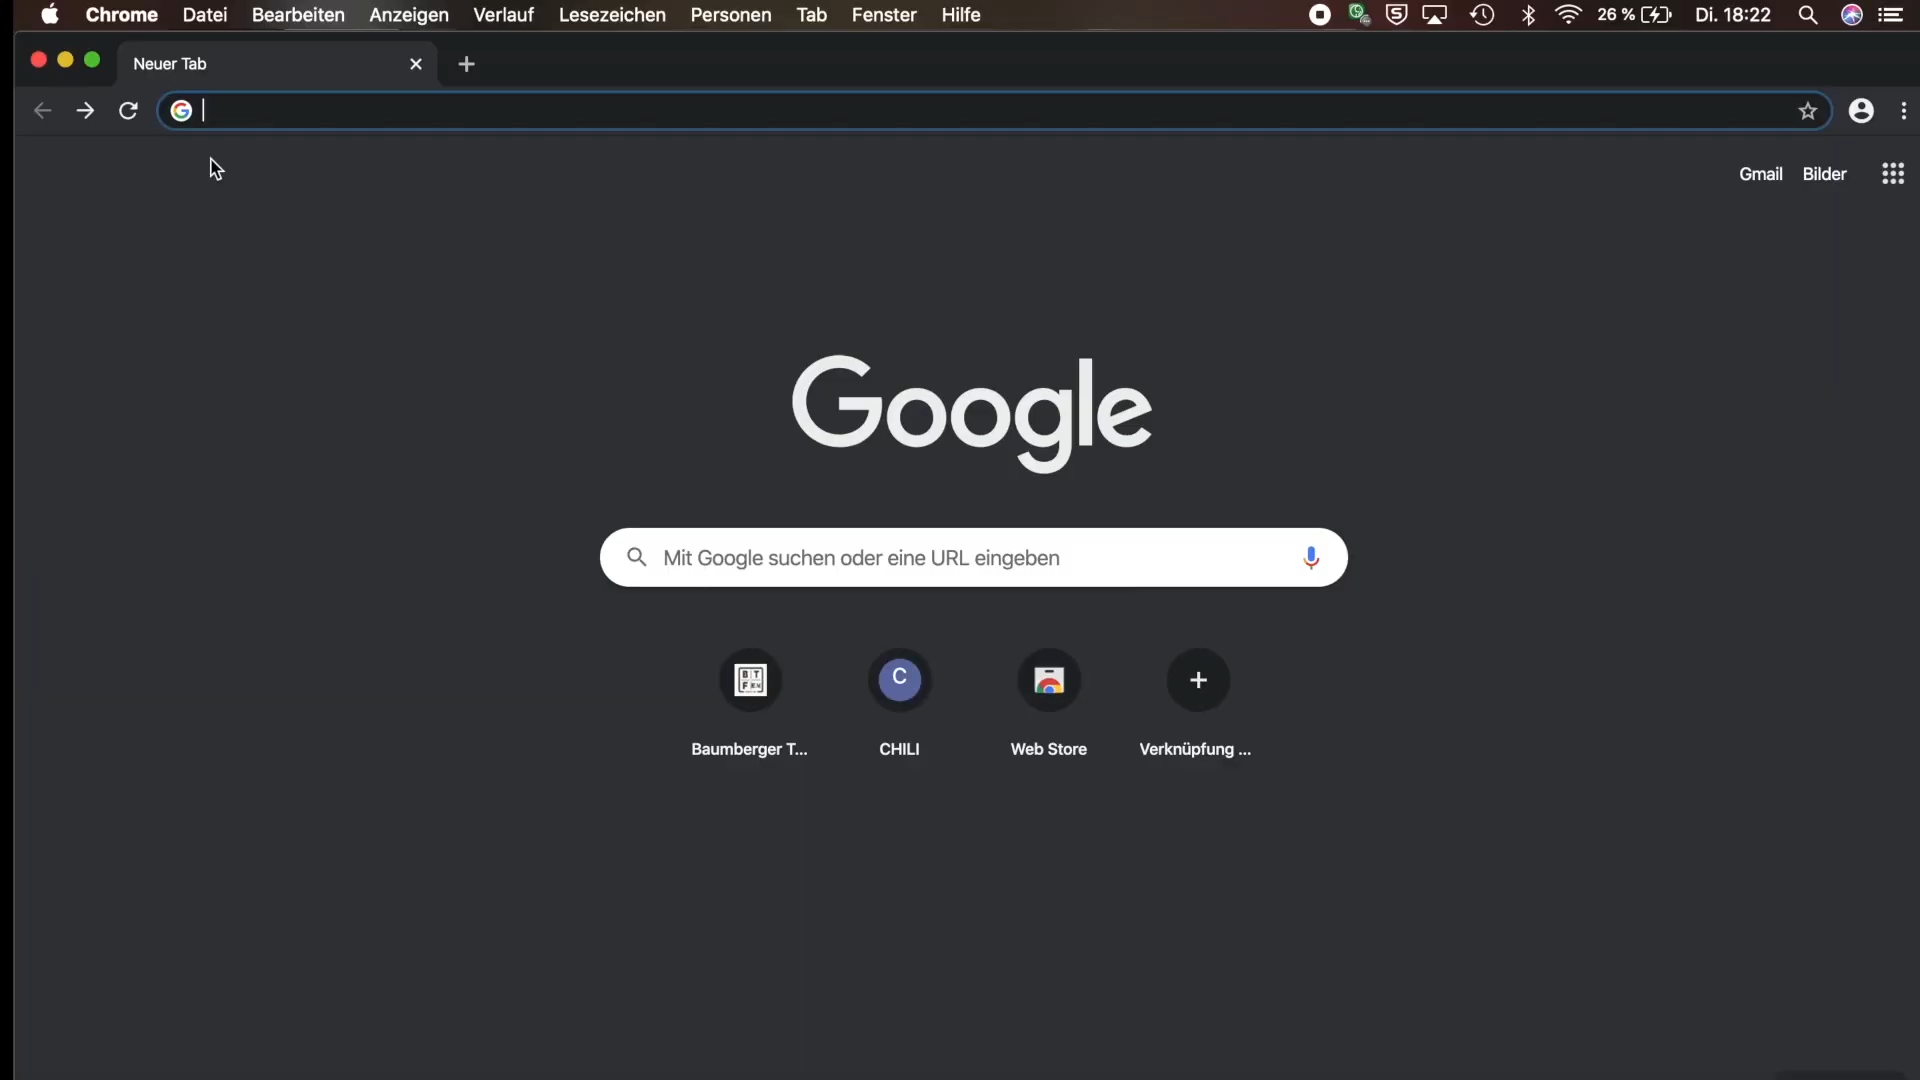 Chrome Datei Bearbeiten Anzeigen Verlauf Lesezeichen Personen Tab Fenster Hilfe 26 % Di. 18:22
Neuer Tab
Gmail Bilder
Google
Mit Google suchen oder eine URL eingeben
B T
F
C
Baumberger T... CHILI Web Store Verknüpfung ...